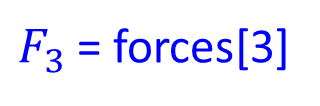 F₃ = forces[3]